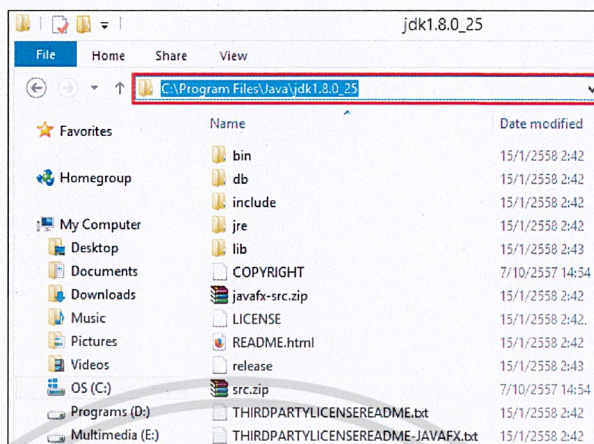 jdk1.8.0_25
File Home Share View
C:\Program Files\Java\jdk1.8.0_25
Name Date modified
Favorites
Homegroup
My Computer
Desktop
Documents
Downloads
Music
Pictures
Videos
OS (C:)
Programs (D:)
Multimedia (E:)
bin 15/1/2558 2:42
db 15/1/2558 2:42
include 15/1/2558 2:42
jre 15/1/2558 2:42
lib 15/1/2558 2:43
COPYRIGHT 7/10/2557 14:54
javafx-src.zip 15/1/2558 2:42
LICENSE 15/1/2558 2:42
README.html 15/1/2558 2:42
release 15/1/2558 2:43
src.zip 7/10/2557 14:54
THIRDPARTYLICENSEREADME.txt 15/1/2558 2:42
THIRDPARTYLICENSEREADME-JAVAFX.txt 15/1/2558 2:42